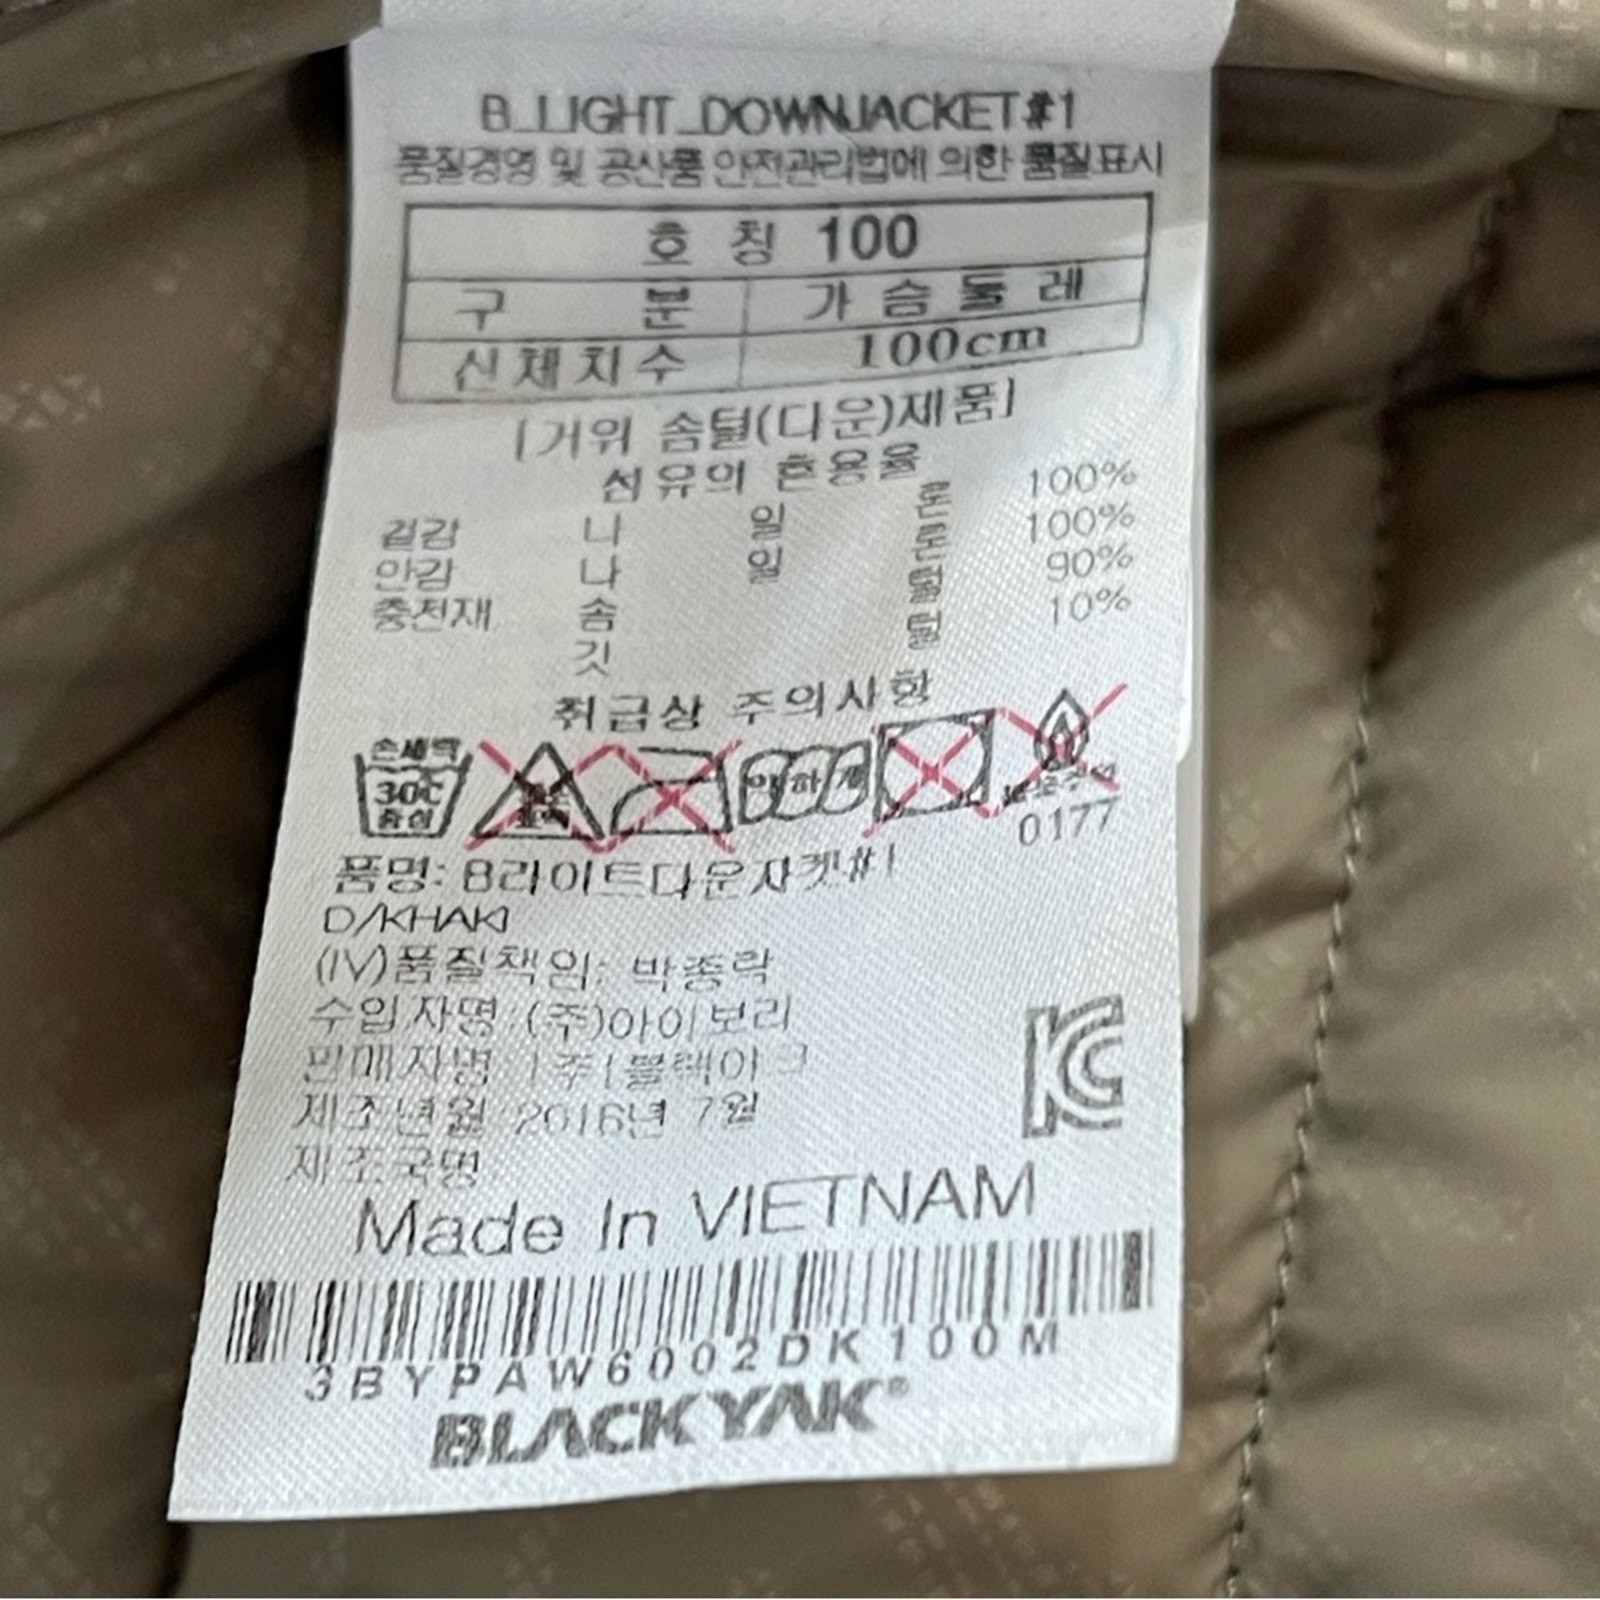 B_LIGHT_DOWNJACKET#1
품질경영 및 공산품 안전관리법에 의한 품질표시
호 칭 100
구 분 가 슴 둘 레
신체치수 100cm
[거위 솜털(다운)제품]
섬유의 혼용율
겉감 나 일 론 100%
안감 나 일 론 100%
충전재 솜 털 90%
깃 털 10%
취급상 주의사항
손세탁
30C
중성
약하게
0177
품명: B라이트다운자켓#1
D/KHAKI
(IV)품질책임: 박종락
수입자명 :(주)아이보리
판매자명 (주)블랙야크
제조년월 2016년 7월
제조국명
Made In VIETNAM
3BYPAW6002DK100M
BLACKYAK®